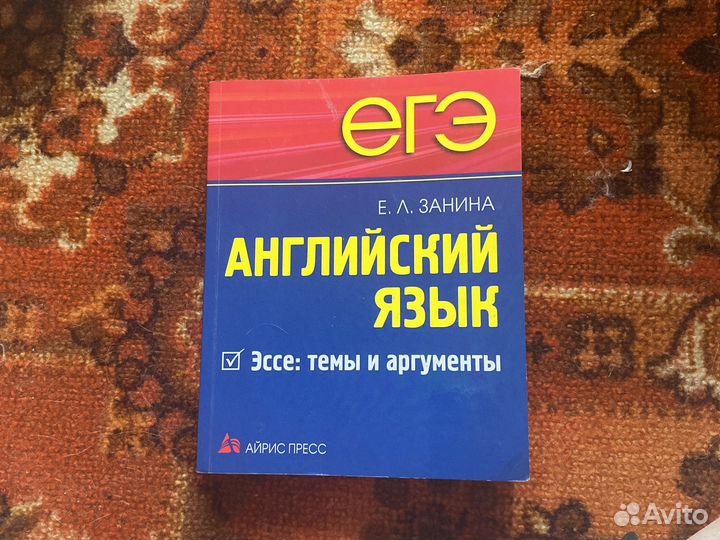 егэ
Е. Л. ЗАНИНА
АНГЛИЙСКИЙ
ЯЗЫК
Эссе: темы и аргументы
АЙРИС ПРЕСС
Avito